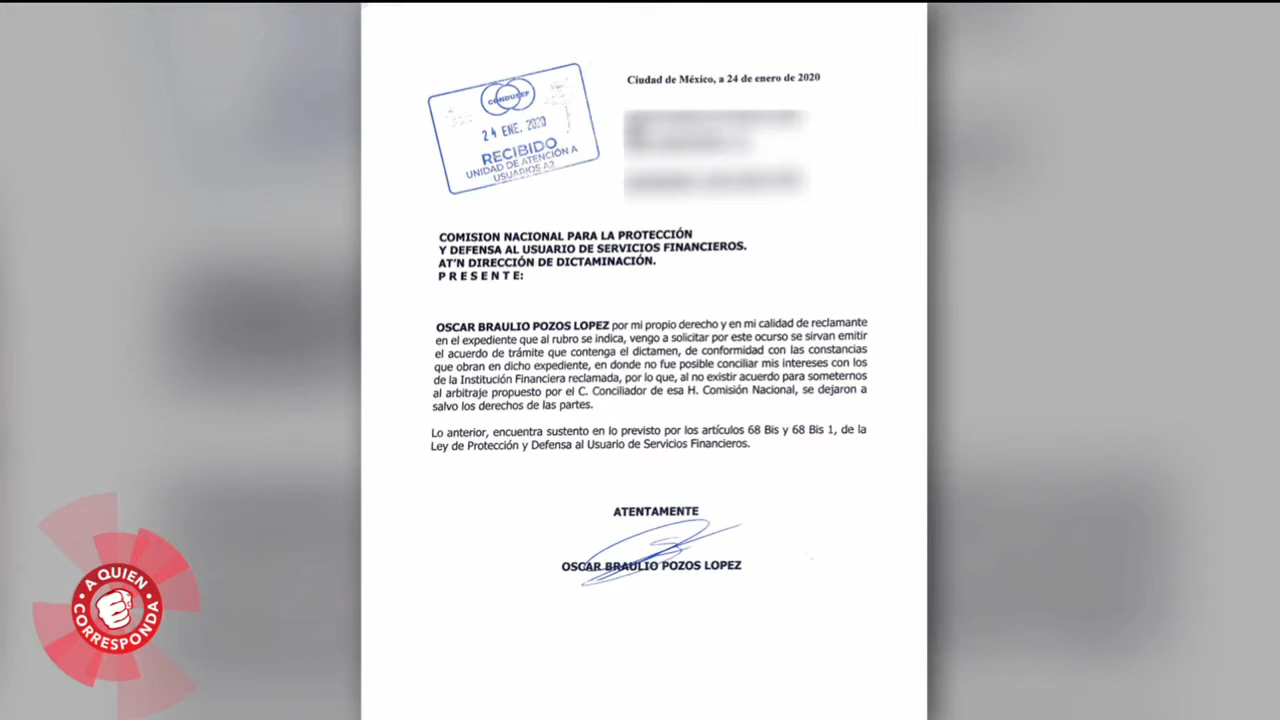 Ciudad de México, a 24 de enero de 2020
CONDUSEF
24 ENE. 2020
RECIBIDO
UNIDAD DE ATENCIÓN A
USUARIOS A2
COMISION NACIONAL PARA LA PROTECCIÓN
Y DEFENSA AL USUARIO DE SERVICIOS FINANCIEROS.
AT'N DIRECCIÓN DE DICTAMINACIÓN.
P R E S E N T E:
OSCAR BRAULIO POZOS LOPEZ por mi propio derecho y en mi calidad de reclamante
en el expediente que al rubro se indica, vengo a solicitar por este ocurso se sirvan emitir
el acuerdo de trámite que contenga el dictamen, de conformidad con las constancias
que obran en dicho expediente, en donde no fue posible conciliar mis intereses con los
de la Institución Financiera reclamada, por lo que, al no existir acuerdo para someternos
al arbitraje propuesto por el C. Conciliador de esa H. Comisión Nacional, se dejaron a
salvo los derechos de las partes.
Lo anterior, encuentra sustento en lo previsto por los artículos 68 Bis y 68 Bis 1, de la
Ley de Protección y Defensa al Usuario de Servicios Financieros.
ATENTAMENTE
OSCAR BRAULIO POZOS LOPEZ
A QUIEN
CORRESPONDA